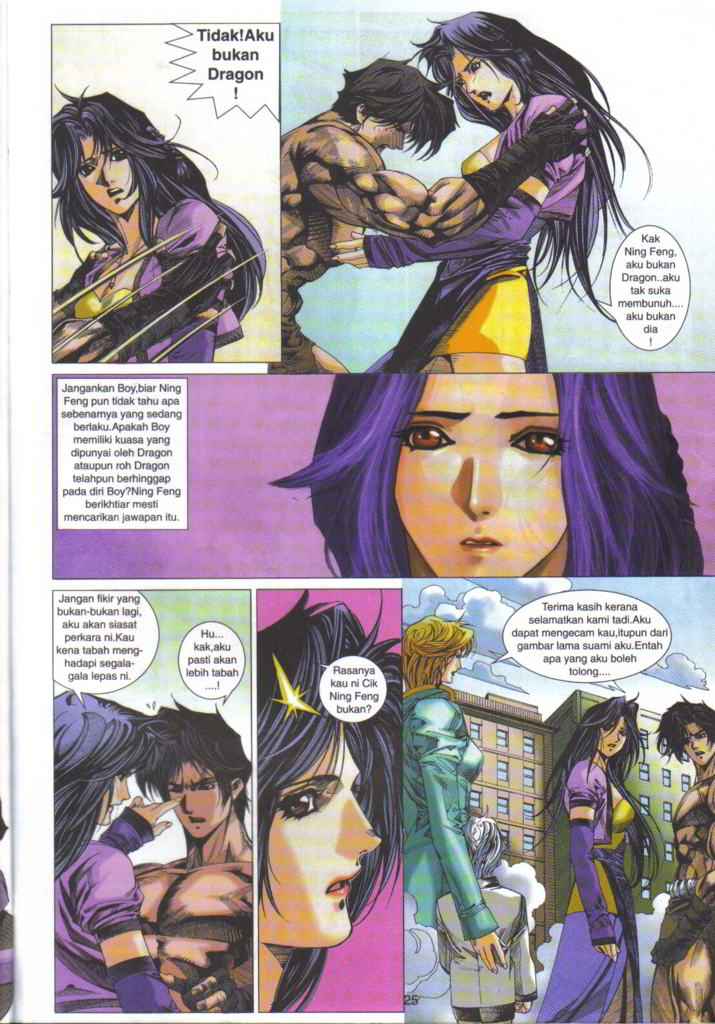 Tidak!Aku
bukan
Dragon
!
Kak
Ning Feng,
aku bukan
Dragon..aku
tak suka
membunuh....
aku bukan
dia
!
Jangankan Boy,biar Ning
Feng pun tidak tahu apa
sebenarnya yang sedang
berlaku.Apakah Boy
memiliki kuasa yang
dipunyai oleh Dragon
ataupun roh Dragon
telahpun berhinggap
pada diri Boy?Ning Feng
berikhtiar mesti
mencarikan jawapan itu.
Jangan fikir yang
bukan-bukan lagi,
aku akan siasat
perkara ni.Kau
kena tabah meng-
hadapi segala-
gala lepas ni.
Hu...
kak,aku
pasti akan
lebih tabah
....!
Rasanya
kau ni Cik
Ning Feng
bukan?
Terima kasih kerana
selamatkan kami tadi.Aku
dapat mengecam kau,itupun dari
gambar lama suami aku.Entah
apa yang aku boleh
tolong....
25